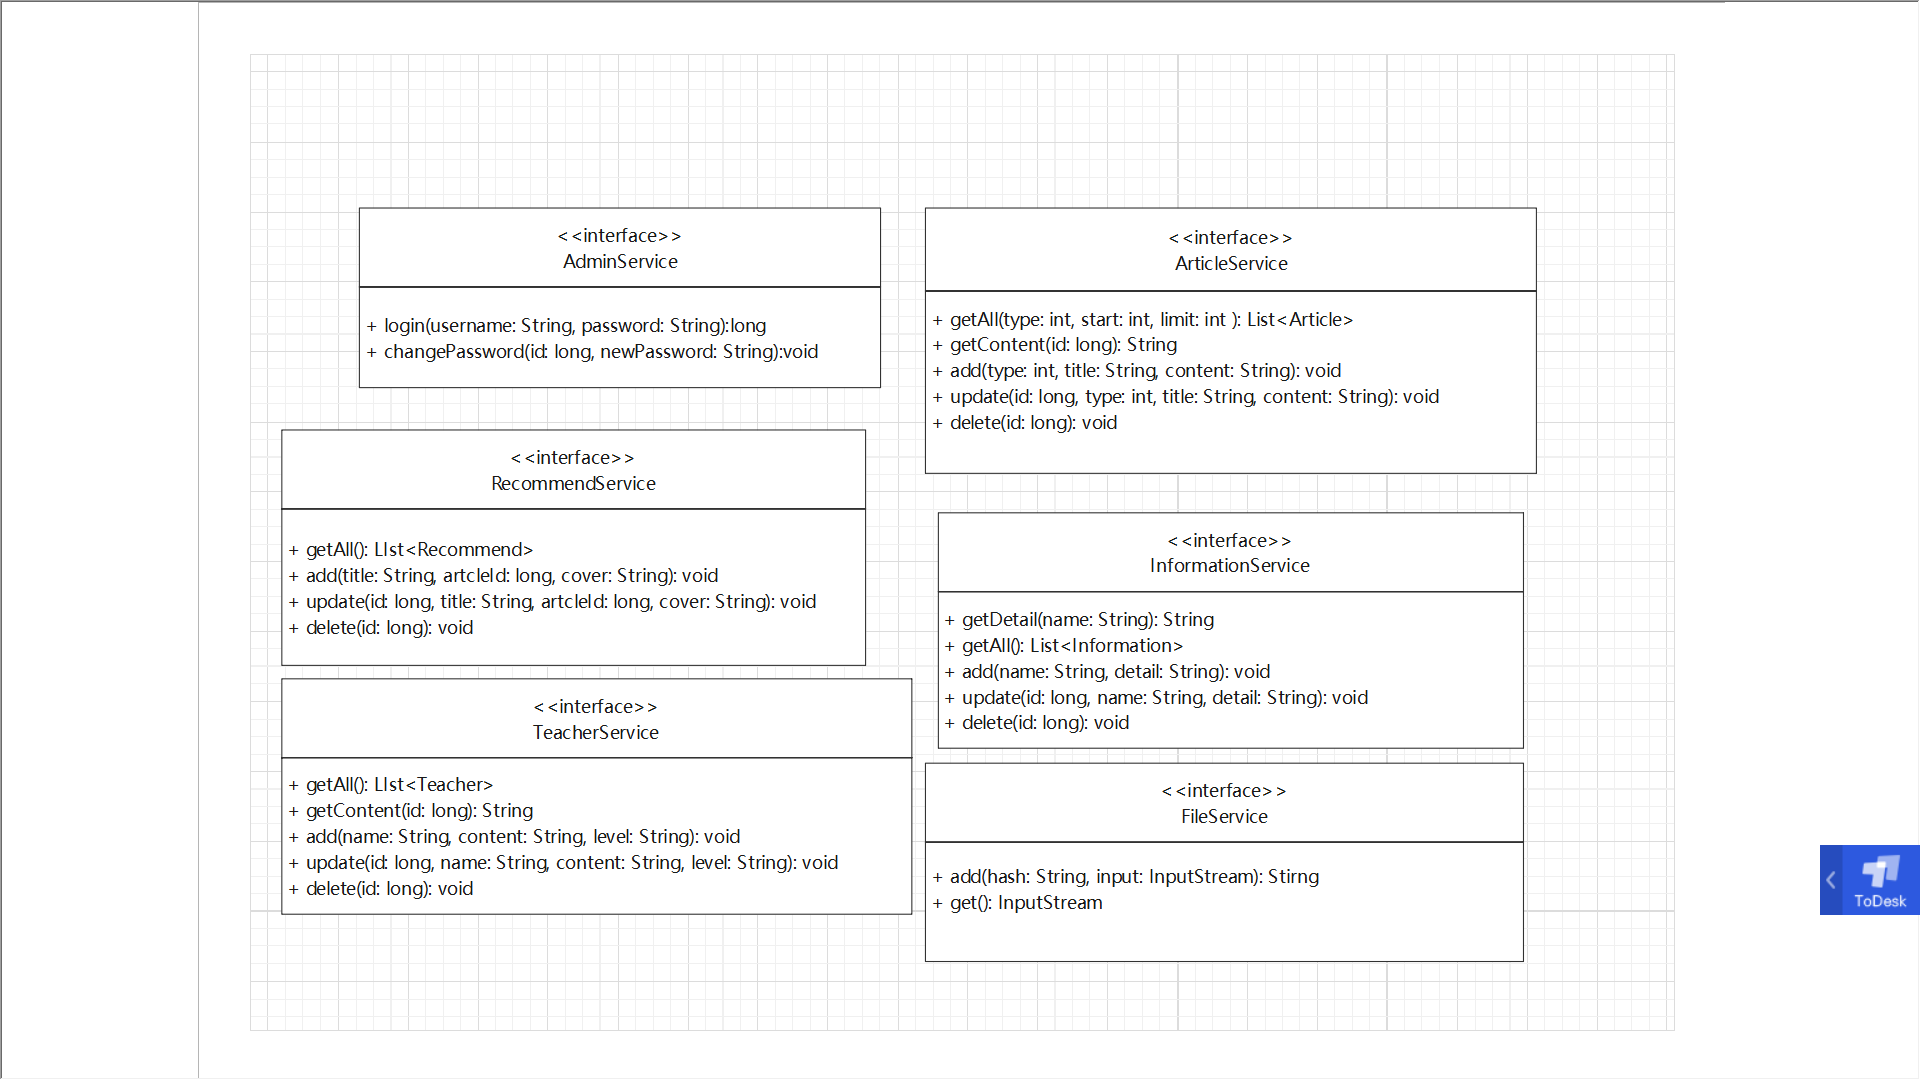 <<interface>>
AdminService
+ login(username: String, password: String):long
+ changePassword(id: long, newPassword: String):void
<<interface>>
ArticleService
+ getAll(type: int, start: int, limit: int ): List<Article>
+ getContent(id: long): String
+ add(type: int, title: String, content: String): void
+ update(id: long, type: int, title: String, content: String): void
+ delete(id: long): void
<<interface>>
RecommendService
+ getAll(): LIst<Recommend>
+ add(title: String, artcleId: long, cover: String): void
+ update(id: long, title: String, artcleId: long, cover: String): void
+ delete(id: long): void
<<interface>>
InformationService
+ getDetail(name: String): String
+ getAll(): List<Information>
+ add(name: String, detail: String): void
+ update(id: long, name: String, detail: String): void
+ delete(id: long): void
<<interface>>
TeacherService
+ getAll(): LIst<Teacher>
+ getContent(id: long): String
+ add(name: String, content: String, level: String): void
+ update(id: long, name: String, content: String, level: String): void
+ delete(id: long): void
<<interface>>
FileService
+ add(hash: String, input: InputStream): Stirng
+ get(): InputStream
ToDesk